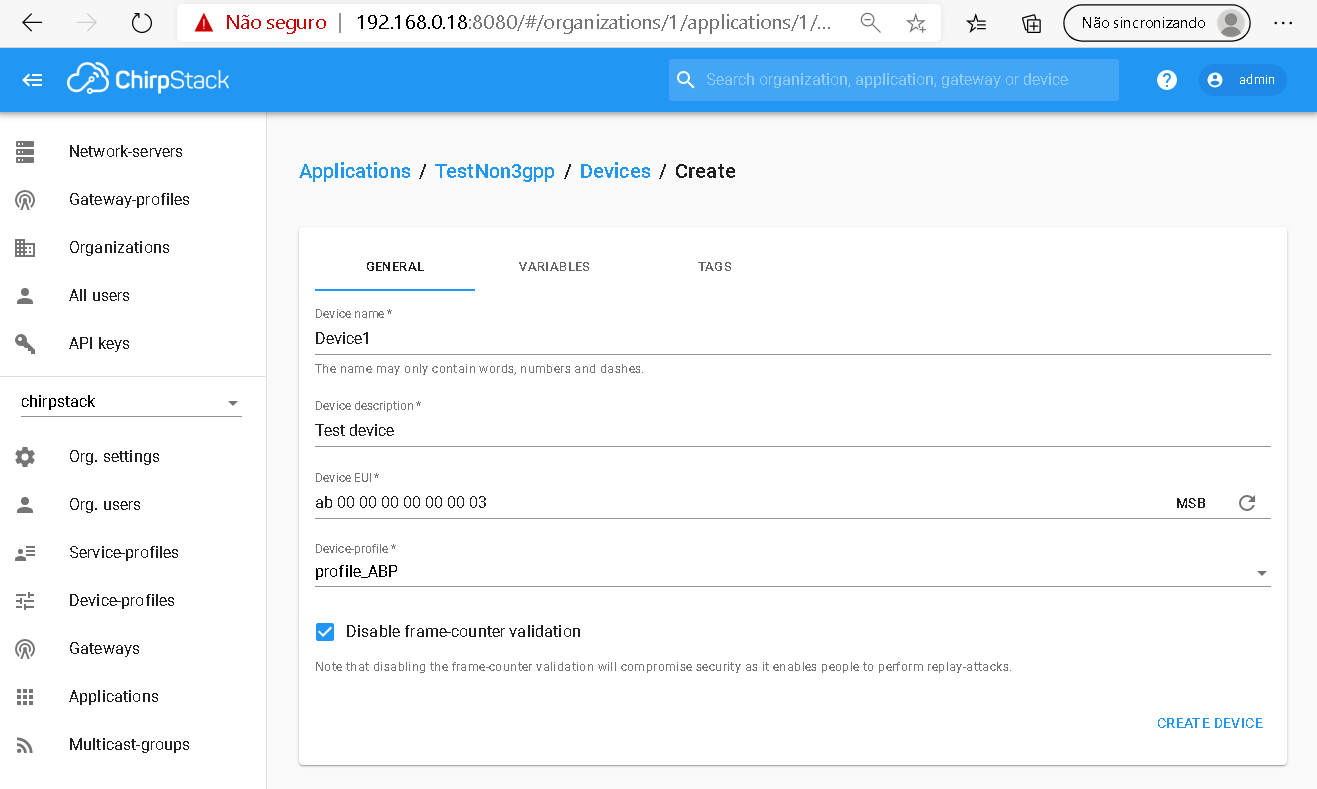 Não seguro | 192.168.0.18:8080/#/organizations/1/applications/1/... Não sincronizando
ChirpStack Search organization, application, gateway or device ? admin
Network-servers
Gateway-profiles
Organizations
All users
API keys
chirpstack
Org. settings
Org. users
Service-profiles
Device-profiles
Gateways
Applications
Multicast-groups
Applications / TestNon3gpp / Devices / Create
GENERAL VARIABLES TAGS
Device name *
Device1
The name may only contain words, numbers and dashes.
Device description *
Test device
Device EUI *
ab 00 00 00 00 00 00 03 MSB
Device-profile *
profile_ABP
Disable frame-counter validation
Note that disabling the frame-counter validation will compromise security as it enables people to perform replay-attacks.
CREATE DEVICE